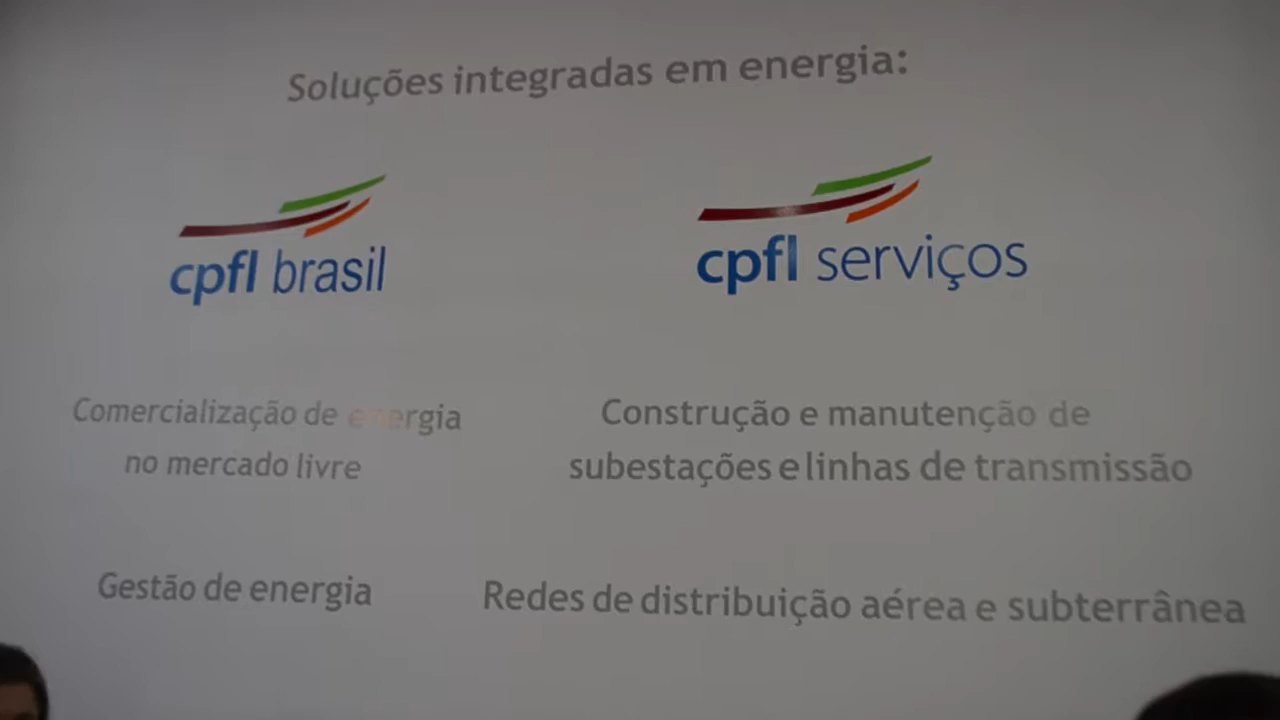 Soluções integradas em energia:
cpfl brasil
cpfl serviços
Comercialização de energia
no mercado livre
Construção e manutenção de
subestações e linhas de transmissão
Gestão de energia
Redes de distribuição aérea e subterrânea